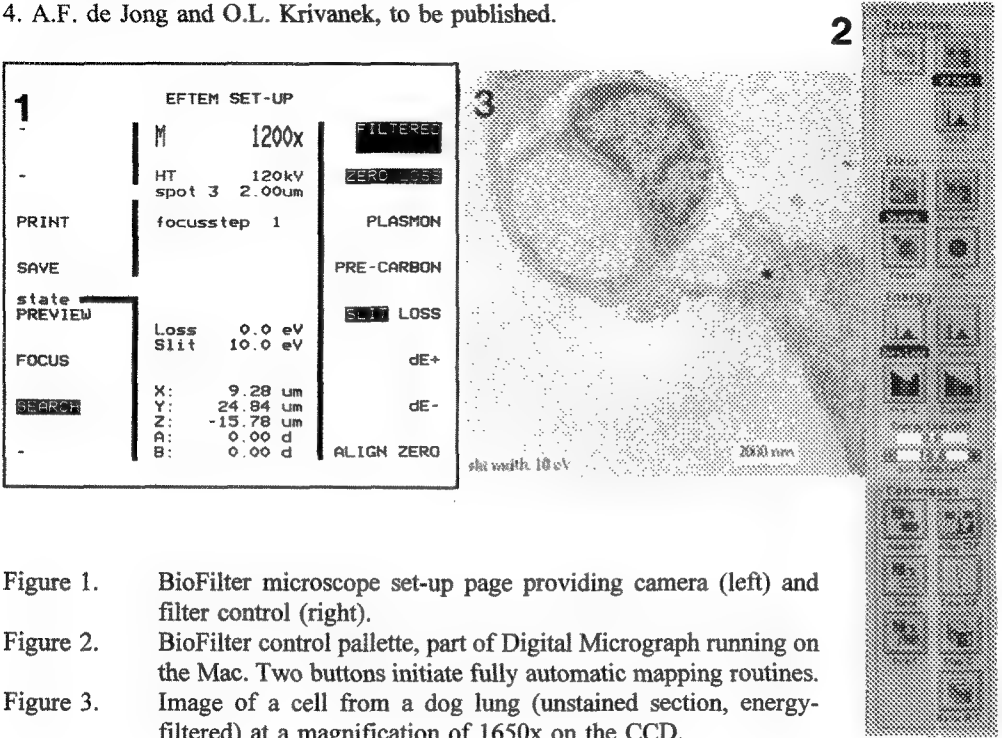 4. A.F. de Jong and O.L. Krivanek, to be published.
1
EFTEM SET-UP
- M 1200x FILTERED
- HT 120kV ZERO LOSS
spot 3 2.00um
PRINT focusstep 1 PLASMON
SAVE PRE-CARBON
state
PREVIEW SLIT LOSS
Loss 0.0 eV
Slit 10.0 eV
FOCUS dE+
X: 9.28 um
SEARCH Y: 24.84 um dE-
Z: -15.78 um
A: 0.00 d
- B: 0.00 d ALIGN ZERO
3
slit width: 10 eV
2000 nm
2
Energy
Figure 1. BioFilter microscope set-up page providing camera (left) and
filter control (right).
Figure 2. BioFilter control pallette, part of Digital Micrograph running on
the Mac. Two buttons initiate fully automatic mapping routines.
Figure 3. Image of a cell from a dog lung (unstained section, energy-
filtered) at a magnification of 1650x on the CCD.